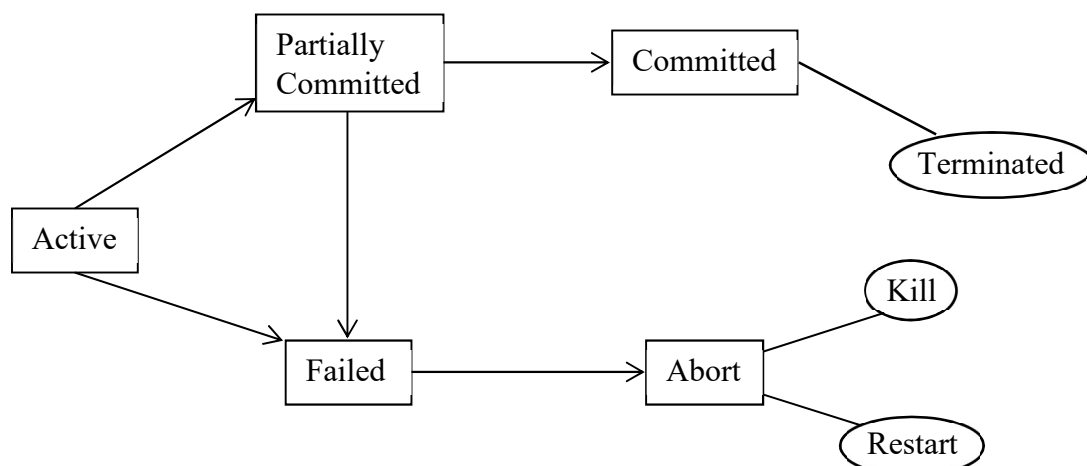 Partially
Committed
Committed
Terminated
Active
Kill
Failed
Abort
Restart